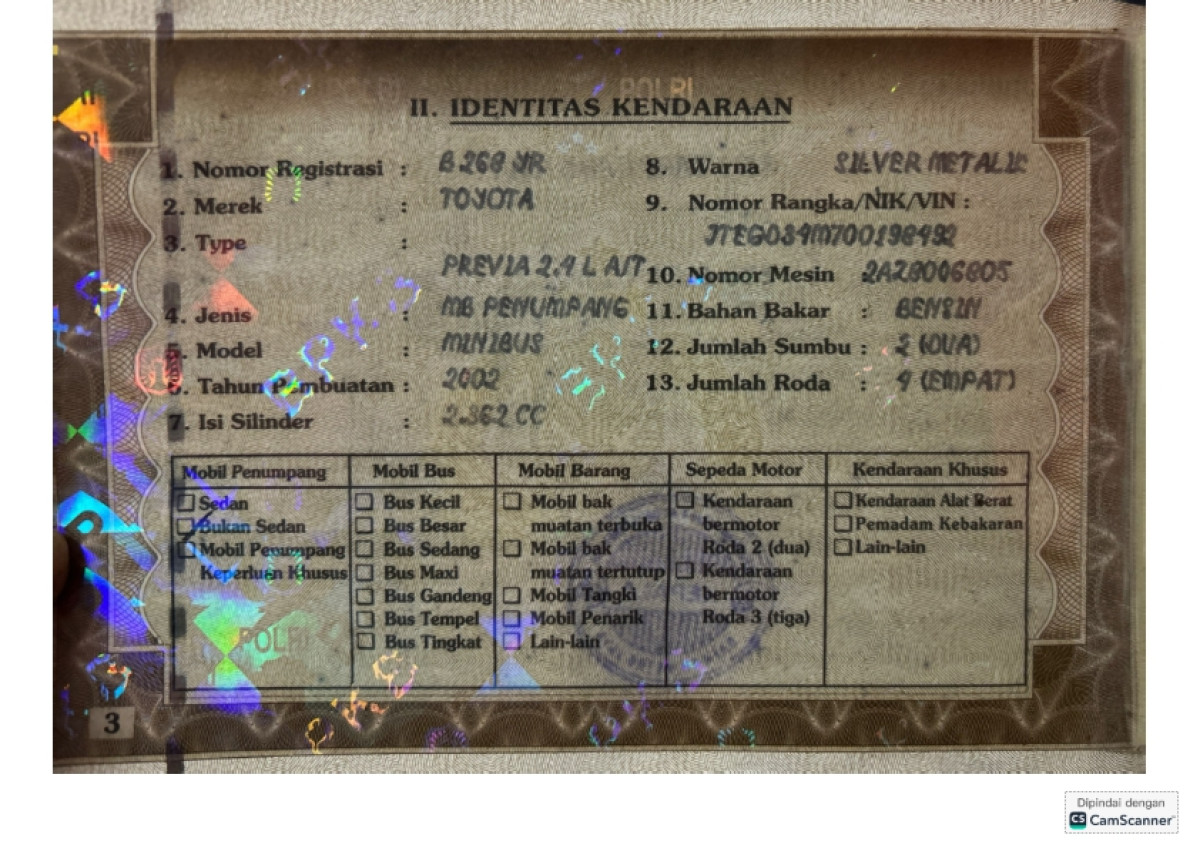 POLRI
II. IDENTITAS KENDARAAN
1. Nomor Registrasi : B 268 JR
2. Merek : TOYOTA
3. Type :
PREVIA 2.4 L A/T
4. Jenis : MB PENUMPANG
5. Model : MINIBUS
6. Tahun Pembuatan : 2002
7. Isi Silinder : 2.362 CC
8. Warna SILVER METALIK
9. Nomor Rangka/NIK/VIN :
10. Nomor Mesin :
11. Bahan Bakar : BENSIN
12. Jumlah Sumbu : 2 (DUA)
13. Jumlah Roda : 4 (EMPAT)
Mobil Penumpang
Sedan
Bukan Sedan
Mobil Penumpang
Keperluan Khusus
Mobil Bus
Bus Kecil
Bus Besar
Bus Sedang
Bus Maxi
Bus Gandeng
Bus Tempel
Bus Tingkat
Mobil Barang
Mobil bak
muatan terbuka
Mobil bak
muatan tertutup
Mobil Tangki
Mobil Penarik
Lain-lain
Sepeda Motor
Kendaraan
bermotor
Roda 2 (dua)
Kendaraan
bermotor
Roda 3 (tiga)
Kendaraan Khusus
Kendaraan Alat Berat
Pemadam Kebakaran
Lain-lain
POLRI
3
Dipindai dengan
CS CamScanner